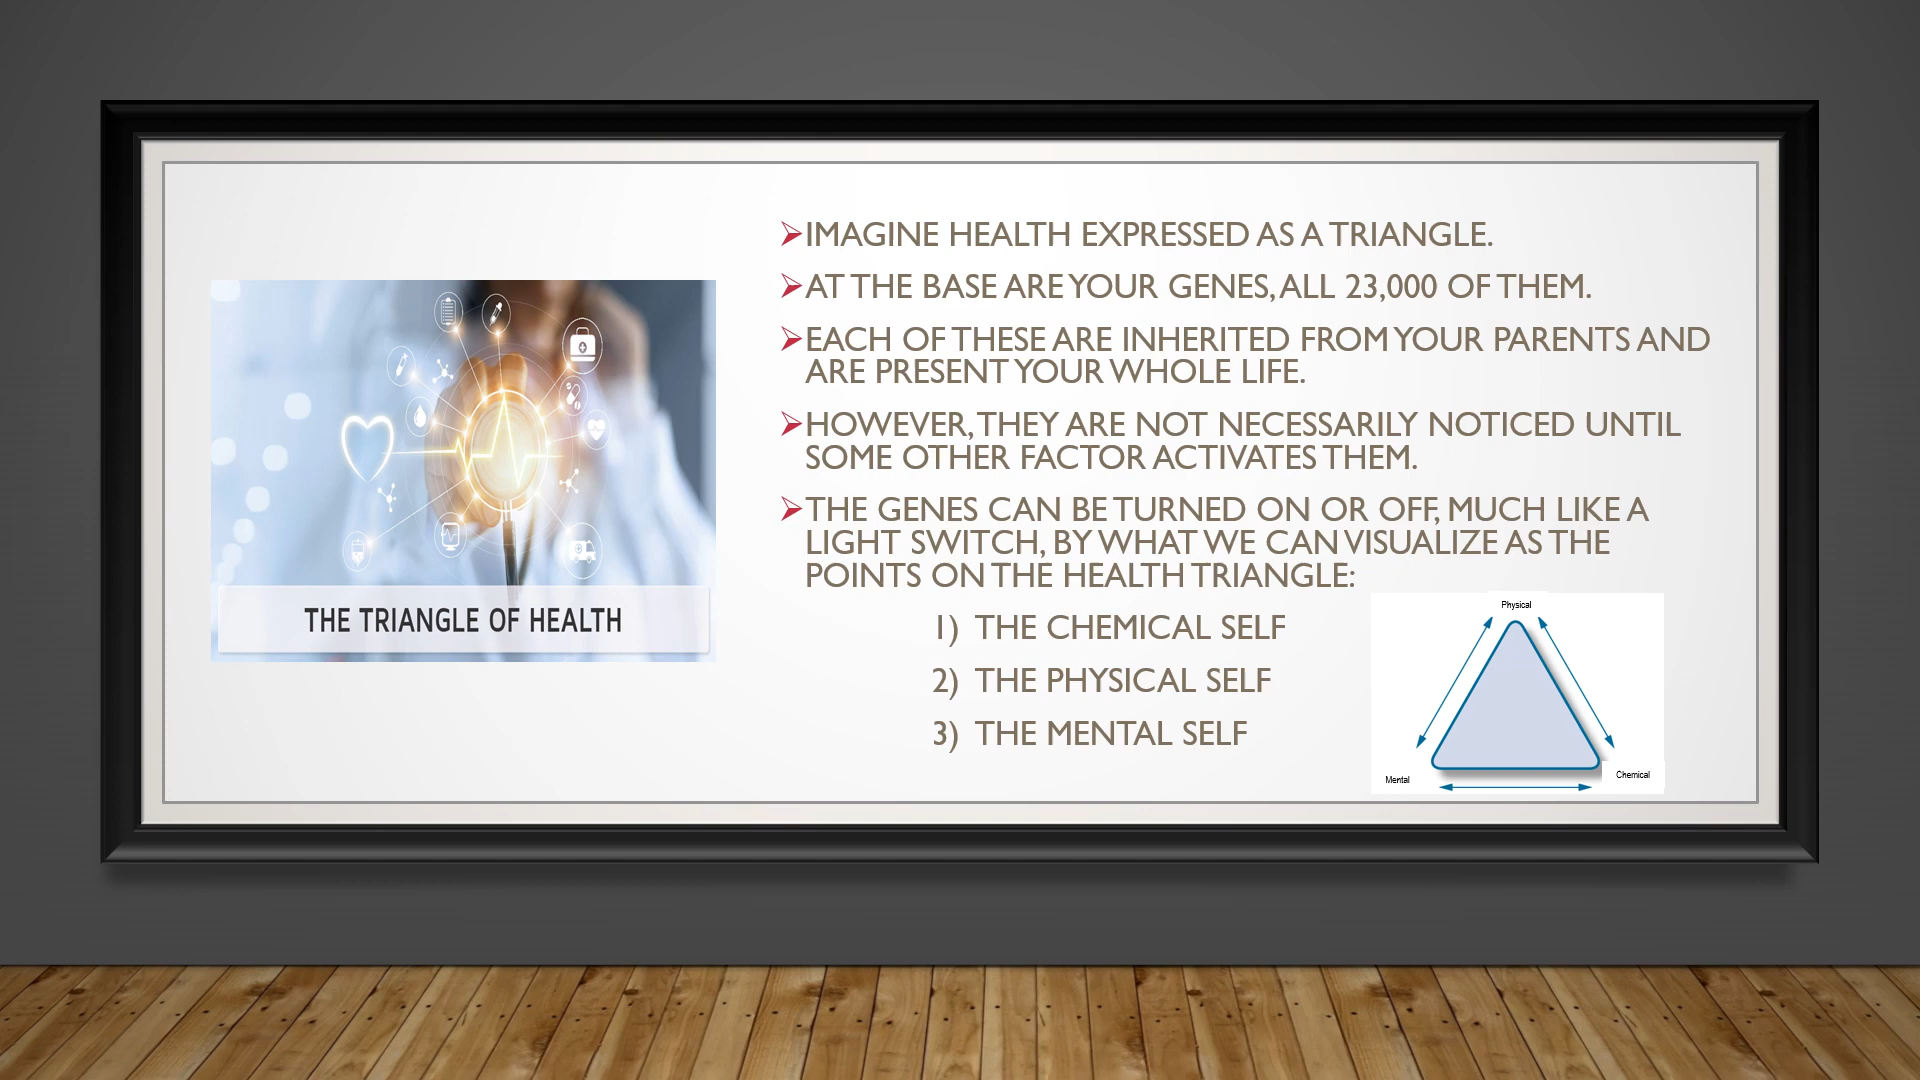 THE TRIANGLE OF HEALTH
IMAGINE HEALTH EXPRESSED AS A TRIANGLE.
AT THE BASE ARE YOUR GENES, ALL 23,000 OF THEM.
EACH OF THESE ARE INHERITED FROM YOUR PARENTS AND
ARE PRESENT YOUR WHOLE LIFE.
HOWEVER, THEY ARE NOT NECESSARILY NOTICED UNTIL
SOME OTHER FACTOR ACTIVATES THEM.
THE GENES CAN BE TURNED ON OR OFF, MUCH LIKE A
LIGHT SWITCH, BY WHAT WE CAN VISUALIZE AS THE
POINTS ON THE HEALTH TRIANGLE:
1) THE CHEMICAL SELF
2) THE PHYSICAL SELF
3) THE MENTAL SELF
Physical
Mental
Chemical